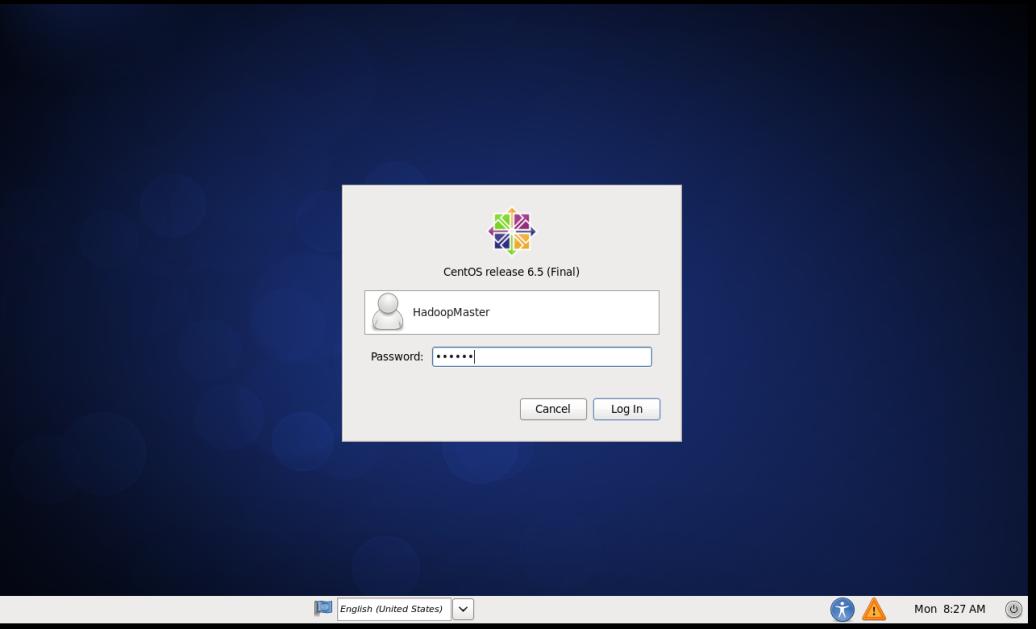 CentOS release 6.5 (Final)
HadoopMaster
Password: ••••••
Cancel Log In
English (United States) Mon 8:27 AM